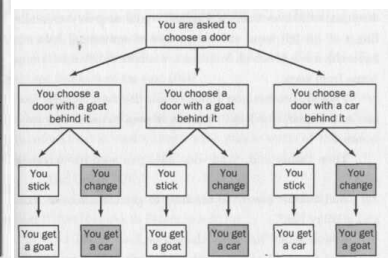 You are asked to
choose a door
You choose a
door with a goat
behind it
You choose a
door with a goat
behind it
You choose a
door with a car
behind it
You
stick
You
change
You
stick
You
change
You
stick
You
change
You get
a goat
You get
a car
You get
a goat
You get
a car
You get
a car
You get
a goat